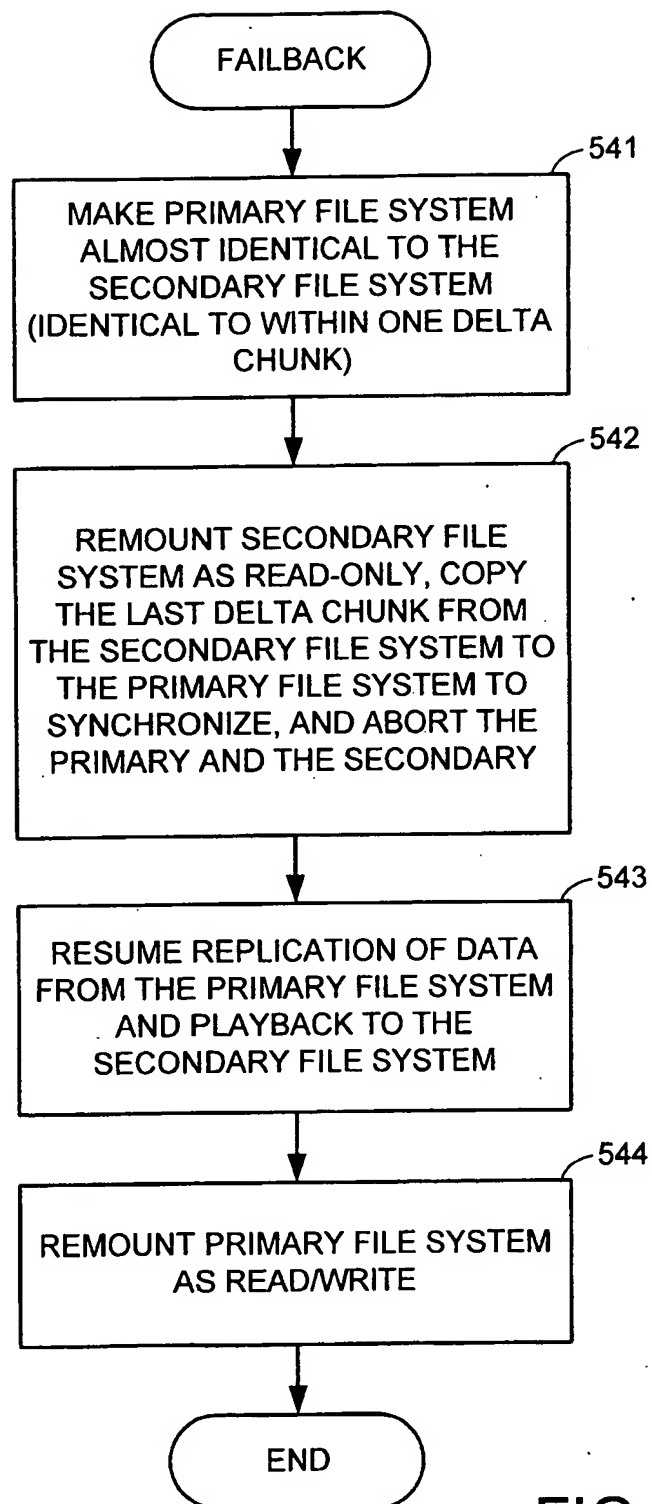 FAILBACK
541
MAKE PRIMARY FILE SYSTEM
ALMOST IDENTICAL TO THE
SECONDARY FILE SYSTEM
(IDENTICAL TO WITHIN ONE DELTA
CHUNK)
542
REMOUNT SECONDARY FILE
SYSTEM AS READ-ONLY, COPY
THE LAST DELTA CHUNK FROM
THE SECONDARY FILE SYSTEM TO
THE PRIMARY FILE SYSTEM TO
SYNCHRONIZE, AND ABORT THE
PRIMARY AND THE SECONDARY
543
RESUME REPLICATION OF DATA
FROM THE PRIMARY FILE SYSTEM
AND PLAYBACK TO THE
SECONDARY FILE SYSTEM
544
REMOUNT PRIMARY FILE SYSTEM
AS READ/WRITE
END